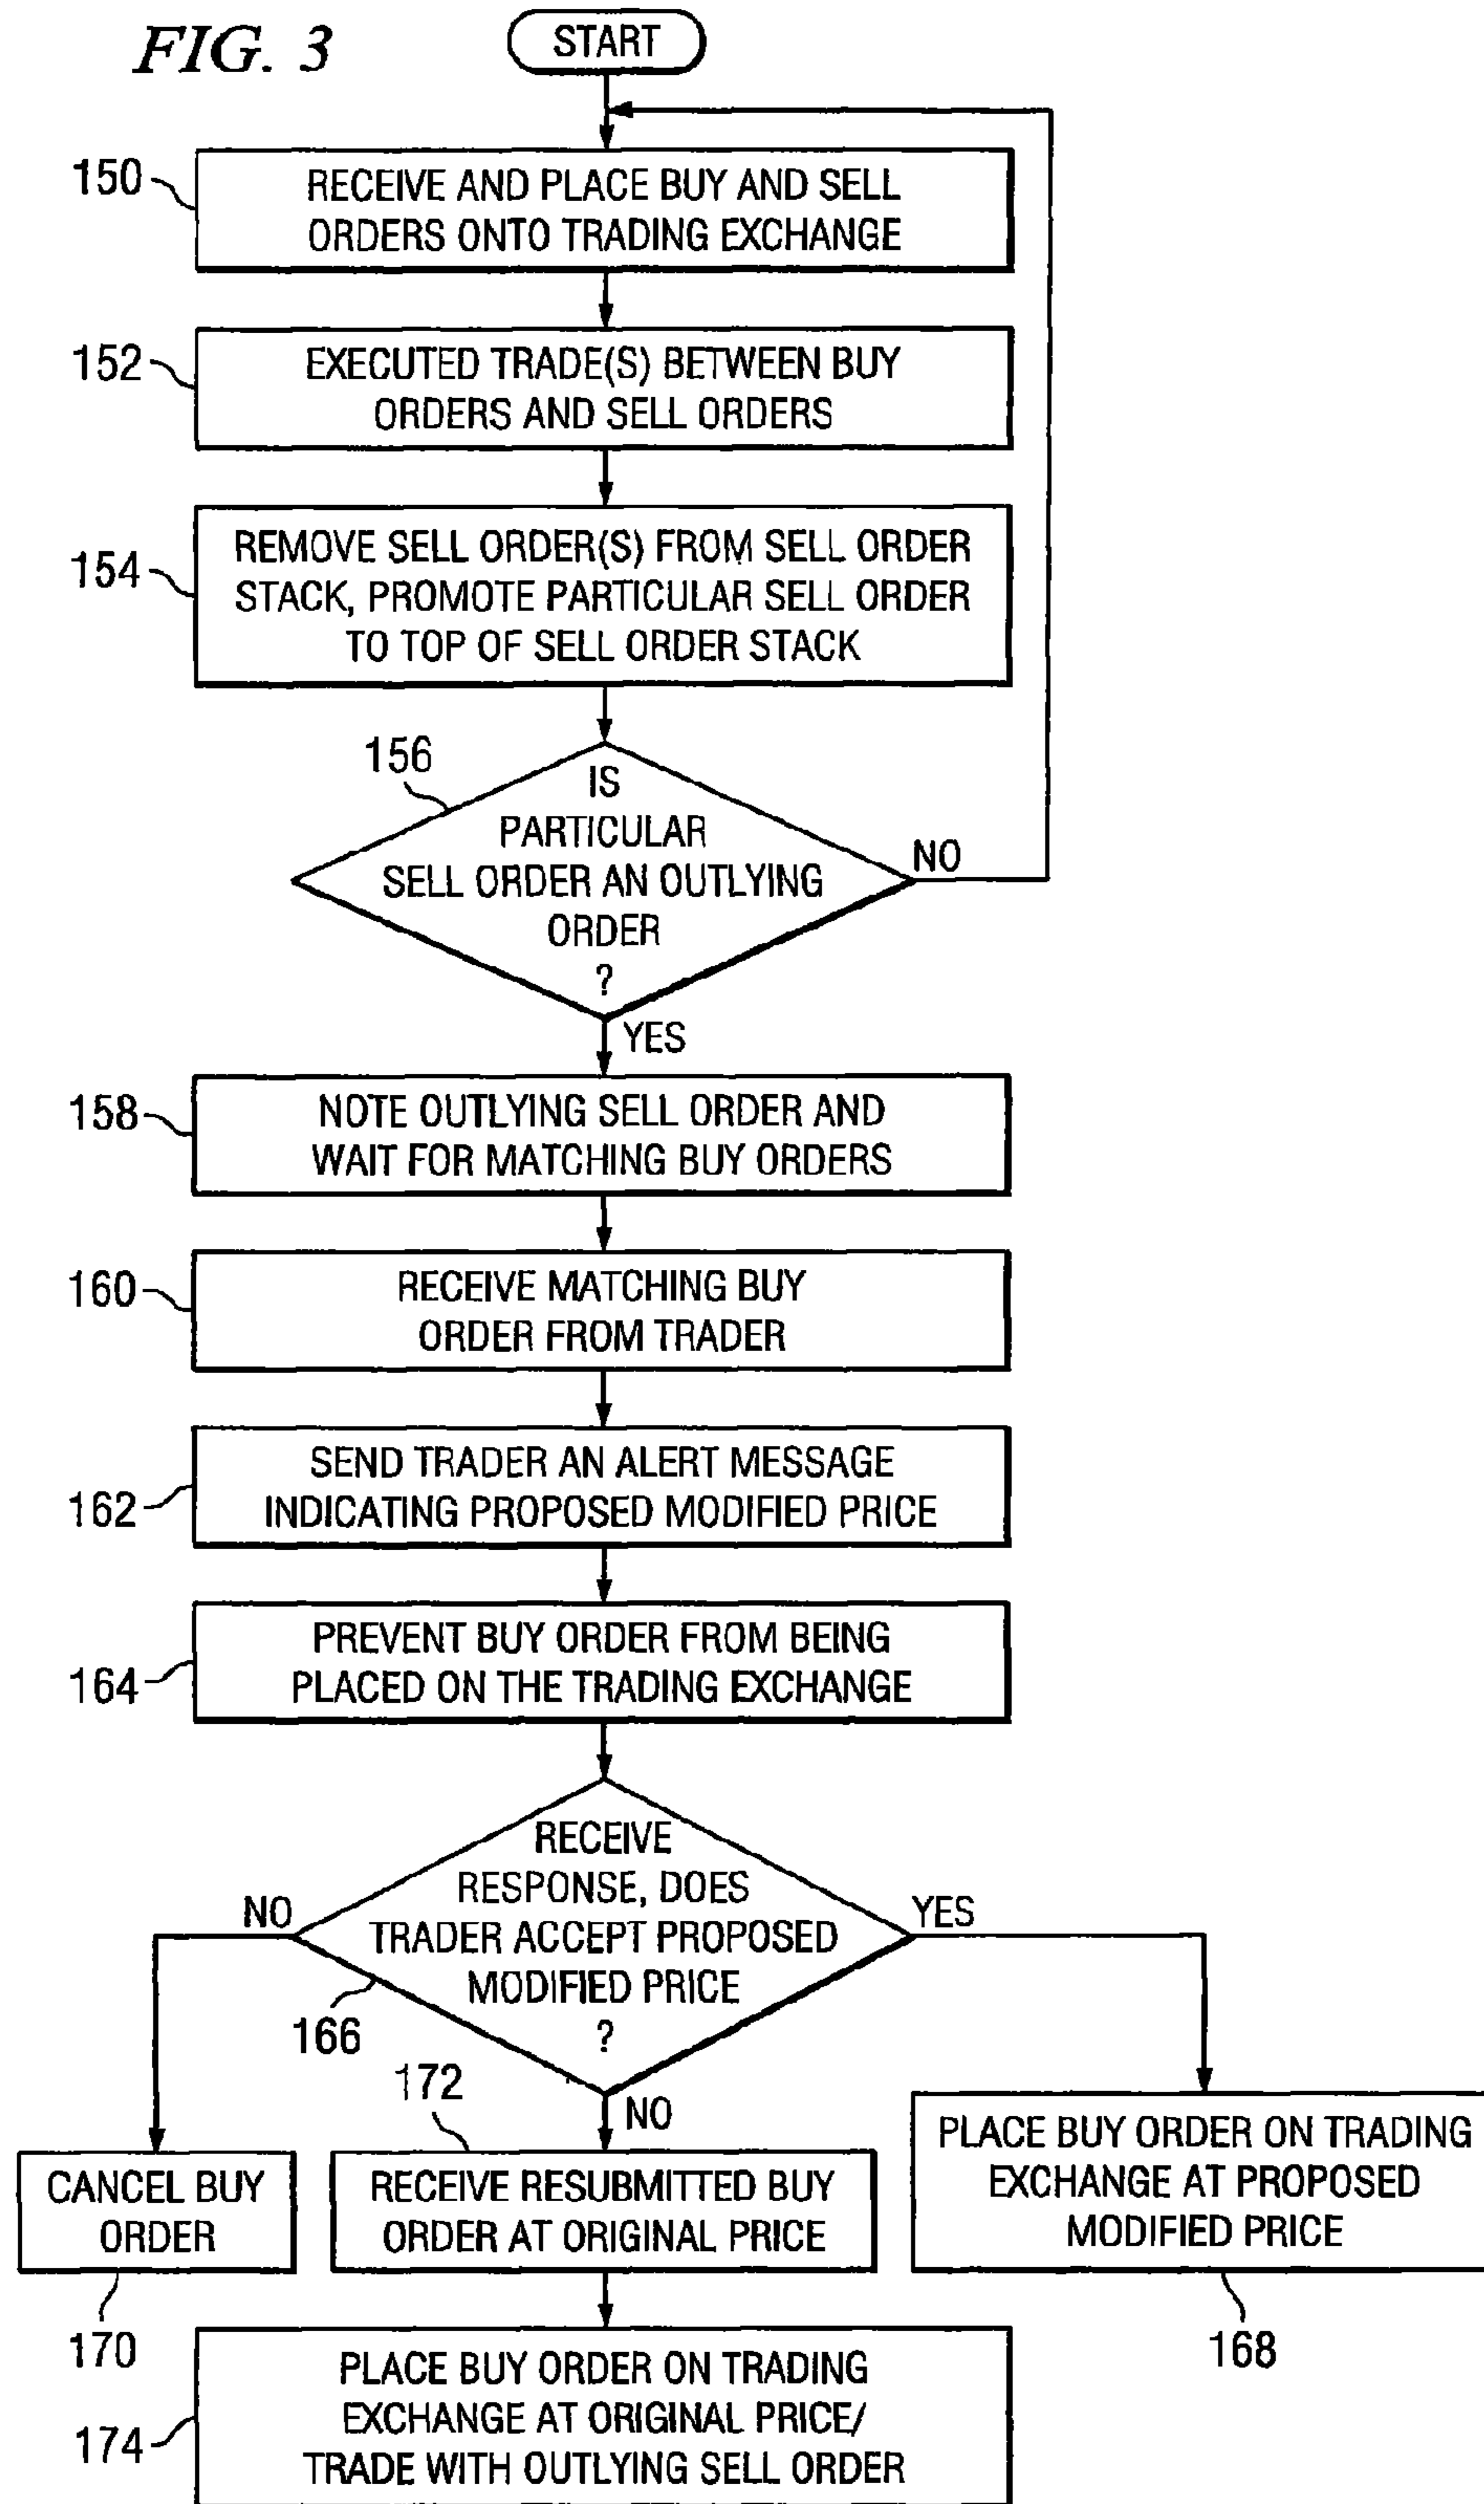 FIG. 3
START
150
RECEIVE AND PLACE BUY AND SELL
ORDERS ONTO TRADING EXCHANGE
152
EXECUTED TRADE(S) BETWEEN BUY
ORDERS AND SELL ORDERS
154
REMOVE SELL ORDER(S) FROM SELL ORDER
STACK, PROMOTE PARTICULAR SELL ORDER
TO TOP OF SELL ORDER STACK
156
IS
PARTICULAR
SELL ORDER AN OUTLYING
ORDER
?
NO
YES
158
NOTE OUTLYING SELL ORDER AND
WAIT FOR MATCHING BUY ORDERS
160
RECEIVE MATCHING BUY
ORDER FROM TRADER
162
SEND TRADER AN ALERT MESSAGE
INDICATING PROPOSED MODIFIED PRICE
164
PREVENT BUY ORDER FROM BEING
PLACED ON THE TRADING EXCHANGE
RECEIVE
RESPONSE, DOES
TRADER ACCEPT PROPOSED
MODIFIED PRICE
?
NO
YES
166
172
NO
CANCEL BUY
ORDER
170
RECEIVE RESUBMITTED BUY
ORDER AT ORIGINAL PRICE
PLACE BUY ORDER ON TRADING
EXCHANGE AT PROPOSED
MODIFIED PRICE
168
174
PLACE BUY ORDER ON TRADING
EXCHANGE AT ORIGINAL PRICE/
TRADE WITH OUTLYING SELL ORDER